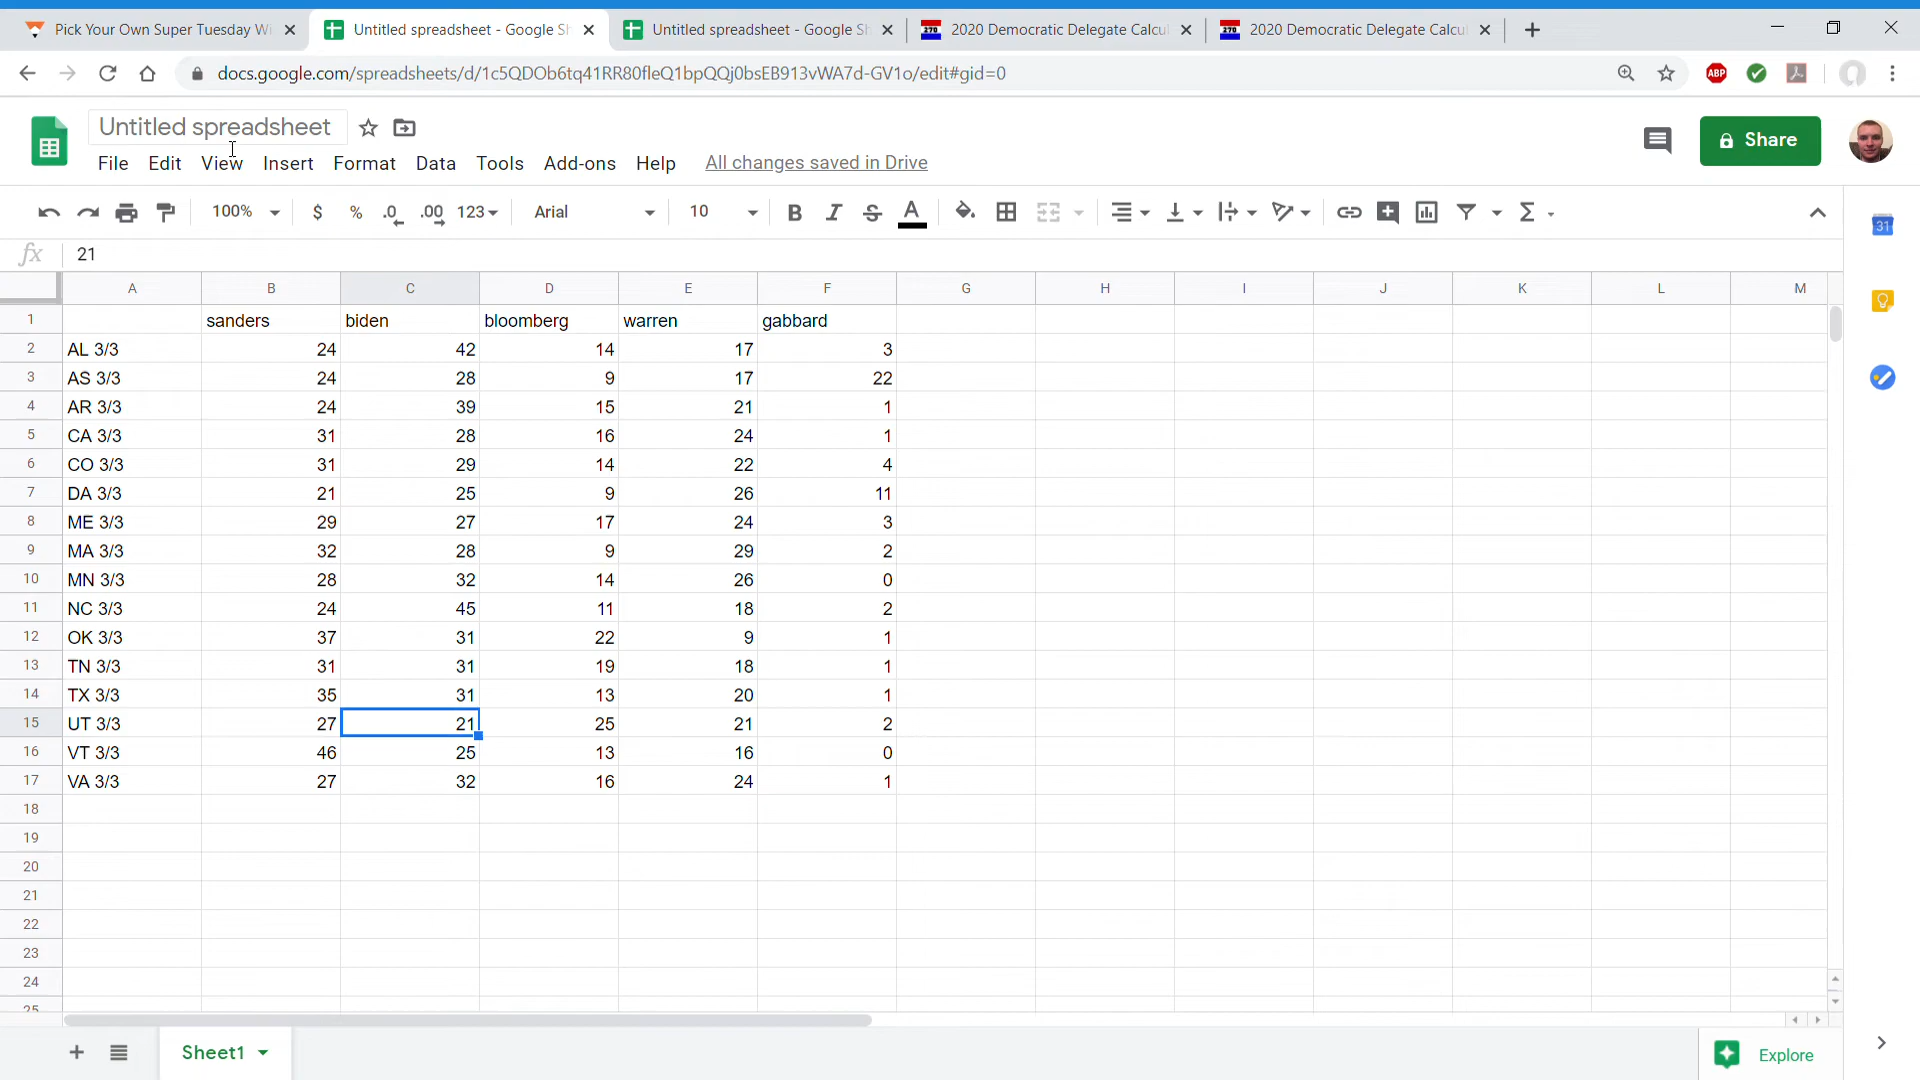 Pick Your Own Super Tuesday Wi
Untitled spreadsheet - Google Sh
Untitled spreadsheet - Google Sh
270 2020 Democratic Delegate Calcul
270 2020 Democratic Delegate Calcul
docs.google.com/spreadsheets/d/1c5QDOb6tq41RR80fleQ1bpQQj0bsEB913vWA7d-GV1o/edit#gid=0
ABP
Untitled spreadsheet
File Edit View Insert Format Data Tools Add-ons Help All changes saved in Drive
Share
100% $ % .0 .00 123 Arial 10 B I S A Σ
31
fx 21
A B C D E F G H I J K L M
1 sanders biden bloomberg warren gabbard
2 AL 3/3 24 42 14 17 3
3 AS 3/3 24 28 9 17 22
4 AR 3/3 24 39 15 21 1
5 CA 3/3 31 28 16 24 1
6 CO 3/3 31 29 14 22 4
7 DA 3/3 21 25 9 26 11
8 ME 3/3 29 27 17 24 3
9 MA 3/3 32 28 9 29 2
10 MN 3/3 28 32 14 26 0
11 NC 3/3 24 45 11 18 2
12 OK 3/3 37 31 22 9 1
13 TN 3/3 31 31 19 18 1
14 TX 3/3 35 31 13 20 1
15 UT 3/3 27 21 25 21 2
16 VT 3/3 46 25 13 16 0
17 VA 3/3 27 32 16 24 1
18
19
20
21
22
23
24
25
Sheet1
Explore